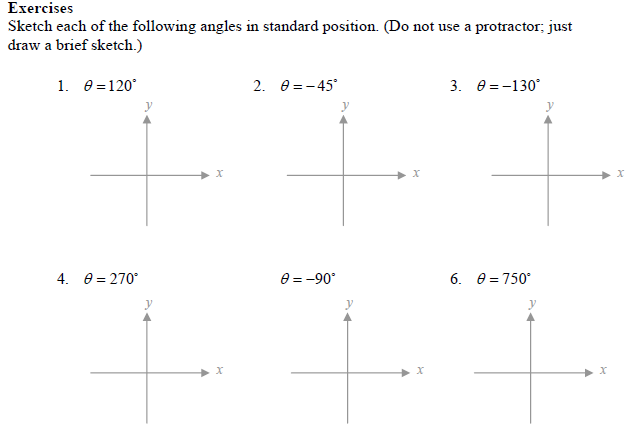 Exercises
Sketch each of the following angles in standard position. (Do not use a protractor; just
draw a brief sketch.)
1. θ = 120˚ 2. θ = −45˚ 3. θ = −130˚
y y y
x x x
4. θ = 270˚ θ = −90˚ 6. θ = 750˚
y y y
x x x